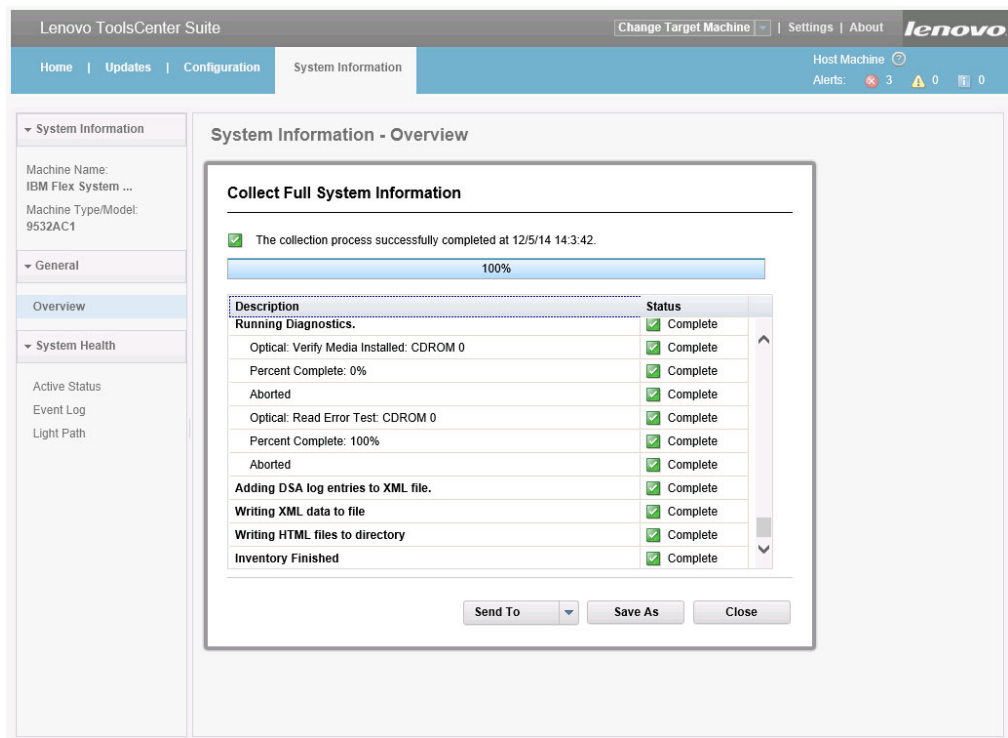 Lenovo ToolsCenter Suite
Change Target Machine | Settings | About
lenovo
Home | Updates | Configuration
System Information
Host Machine ?
Alerts: 3 0 0
System Information
Machine Name:
IBM Flex System ...
Machine Type/Model:
9532AC1
General
Overview
System Health
Active Status
Event Log
Light Path
System Information - Overview
Collect Full System Information
The collection process successfully completed at 12/5/14 14:3:42.
100%
Description Status
Running Diagnostics. Complete
Optical: Verify Media Installed: CDROM 0 Complete
Percent Complete: 0% Complete
Aborted Complete
Optical: Read Error Test: CDROM 0 Complete
Percent Complete: 100% Complete
Aborted Complete
Adding DSA log entries to XML file. Complete
Writing XML data to file Complete
Writing HTML files to directory Complete
Inventory Finished Complete
Send To Save As Close